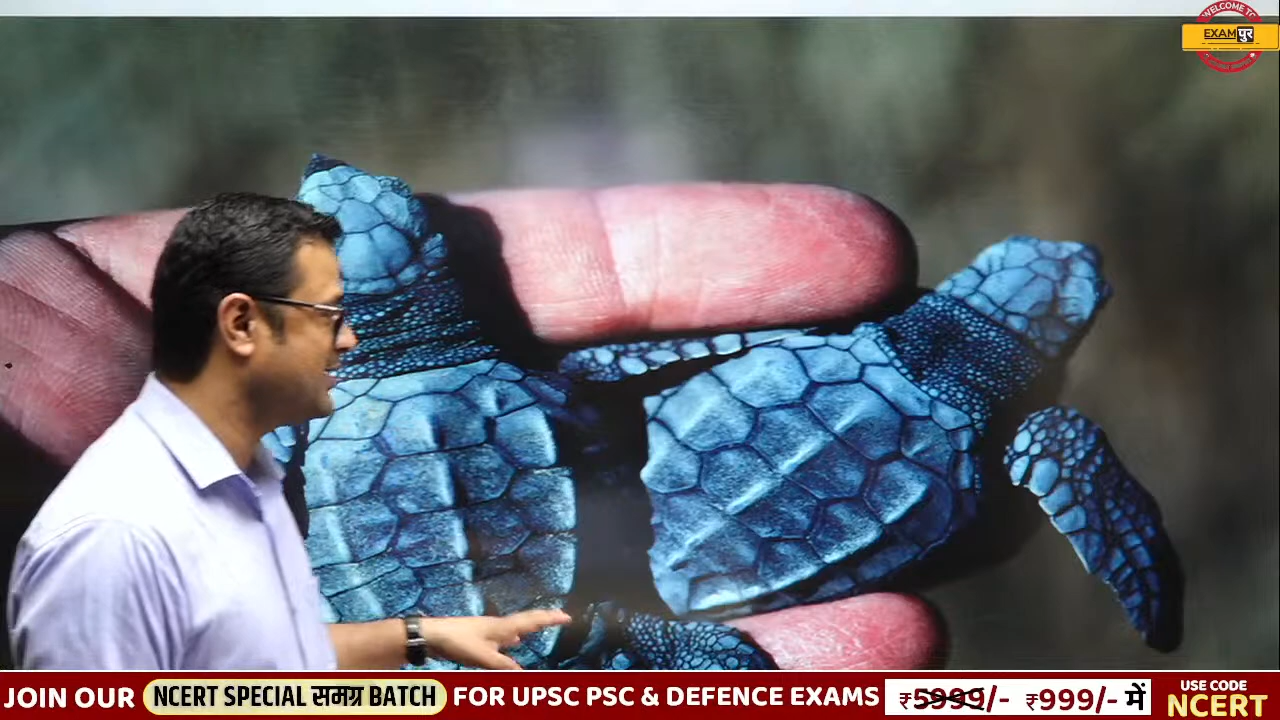 WELCOME TO
EXAMपुर
JOIN OUR NCERT SPECIAL समग्र BATCH FOR UPSC PSC & DEFENCE EXAMS ₹5999/- ₹999/- में USE CODE NCERT